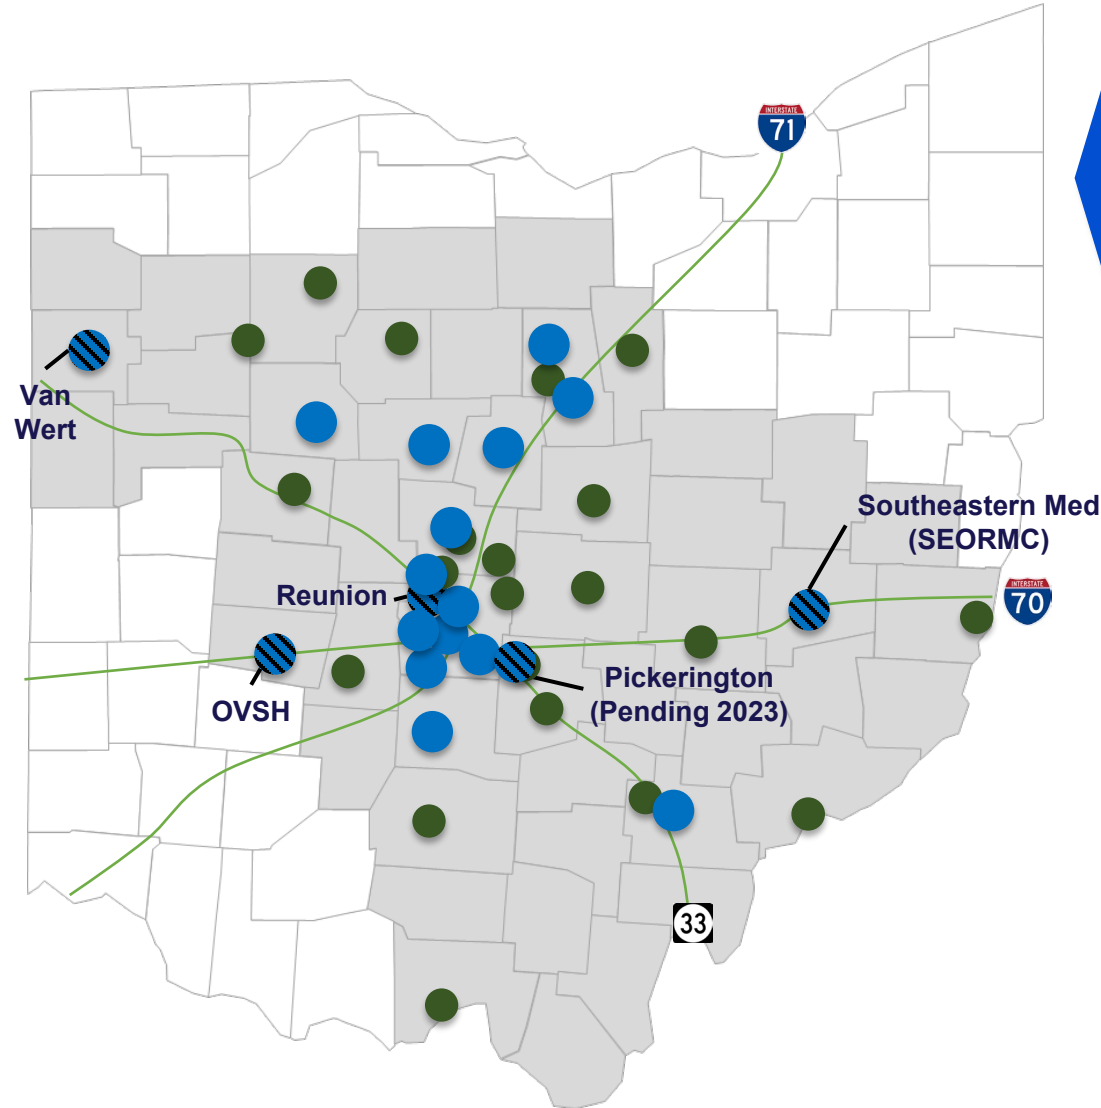 INTERSTATE
71
Van
Wert
Southeastern Med
(SEORMC)
Reunion
INTERSTATE
70
Pickerington
(Pending 2023)
OVSH
33